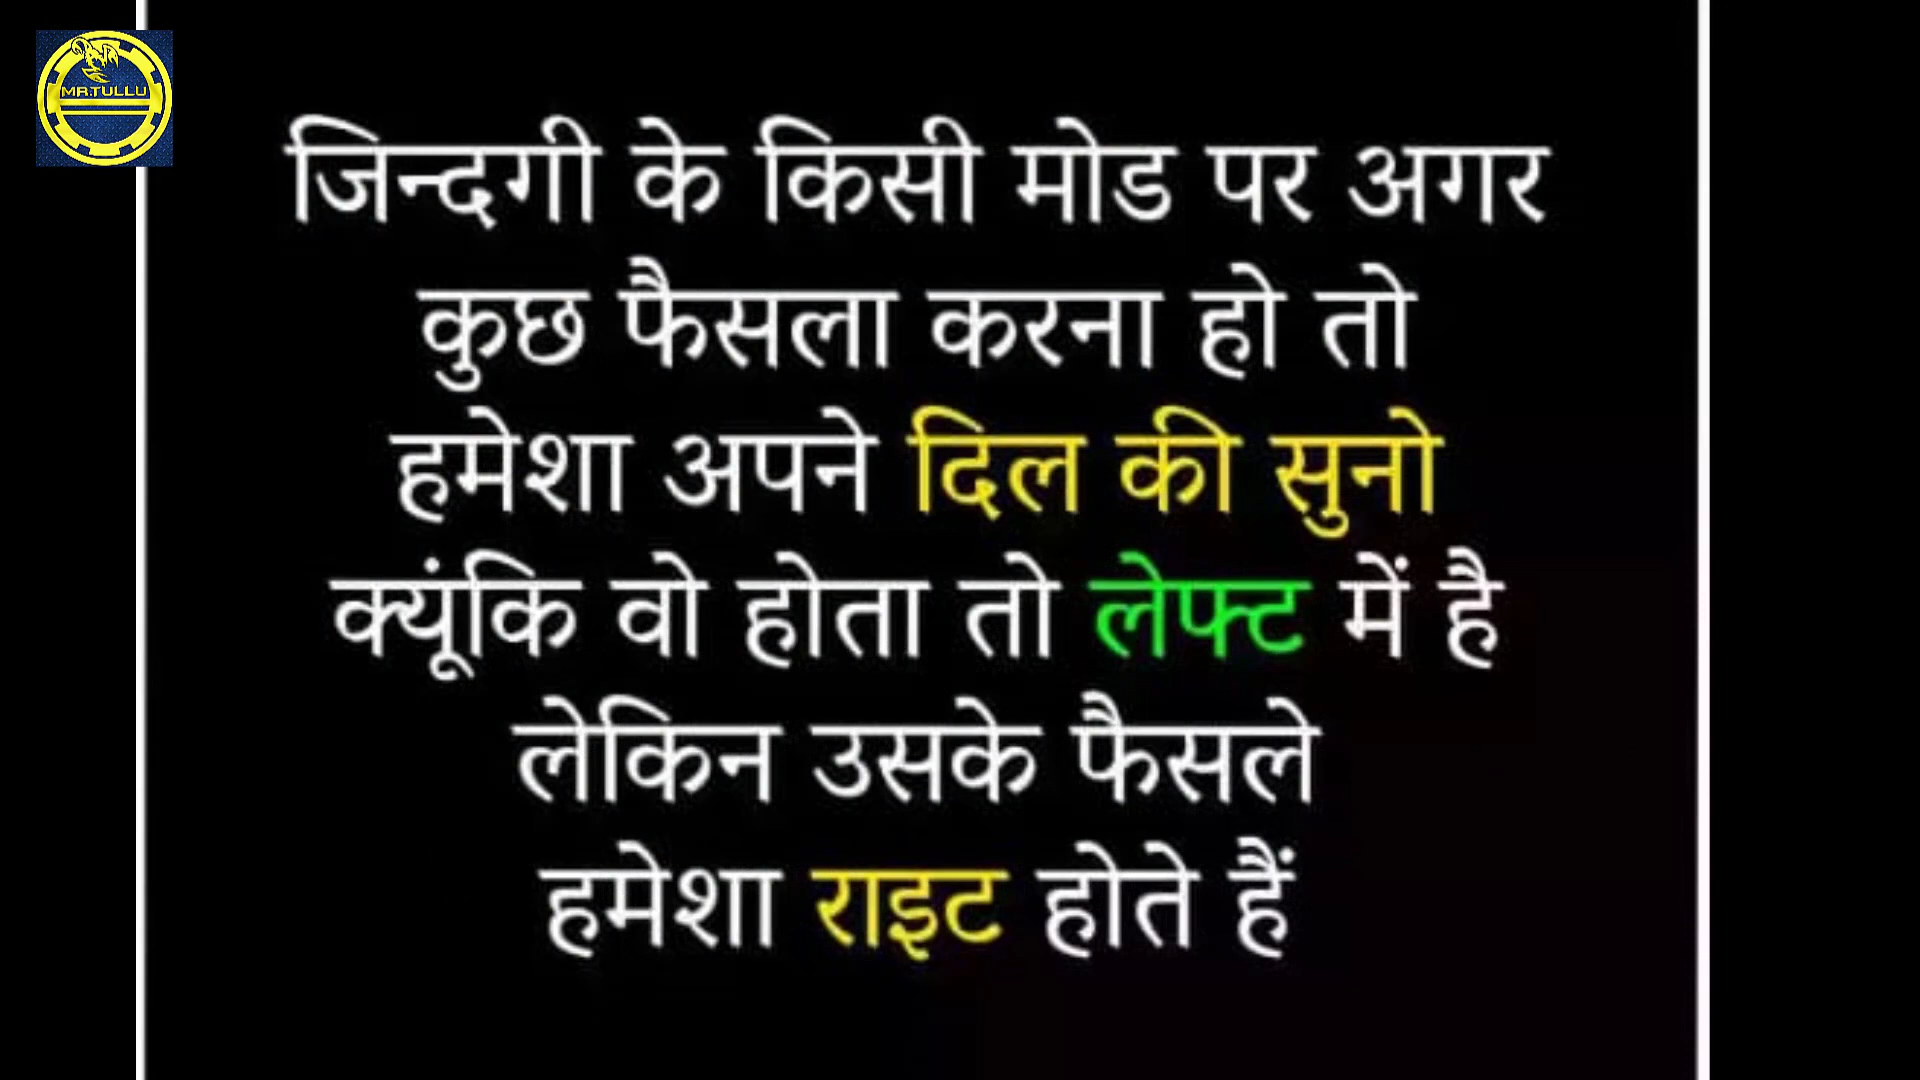 MR.TULLU
जिन्दगी के किसी मोड पर अगर
कुछ फैसला करना हो तो
हमेशा अपने दिल की सुनो
क्यूंकि वो होता तो लेफ्ट में है
लेकिन उसके फैसले
हमेशा राइट होते हैं